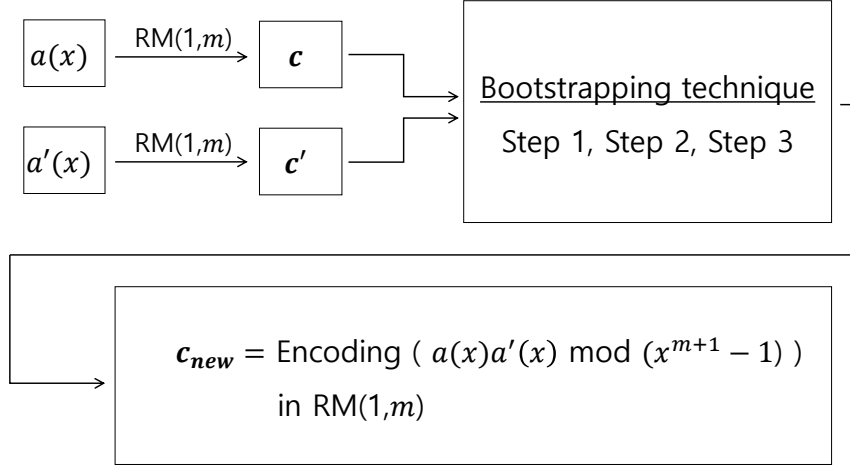 a(x) RM(1,m) c
a′(x) RM(1,m) c′
Bootstrapping technique
Step 1, Step 2, Step 3
c_new = Encoding ( a(x)a′(x) mod (x^{m+1} − 1) )
in RM(1,m)